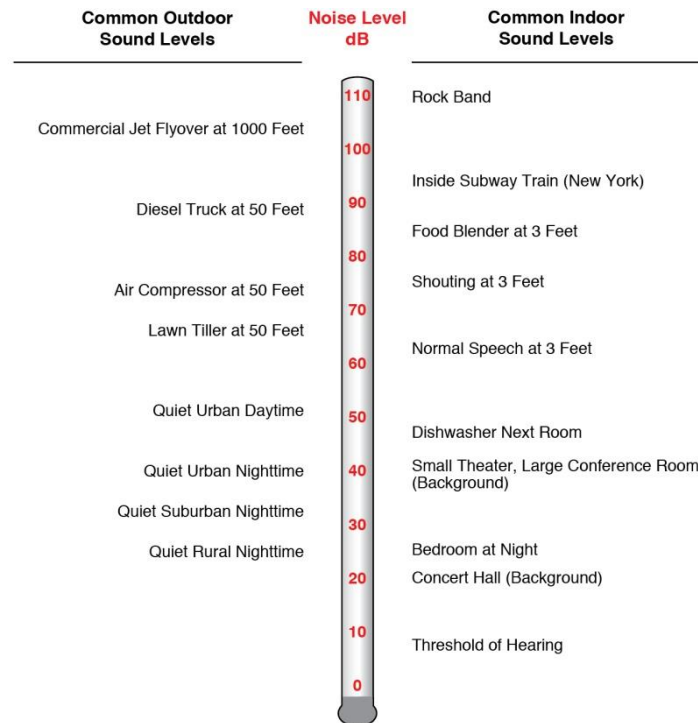 Common Outdoor
Sound Levels
Noise Level
dB
Common Indoor
Sound Levels
110
Rock Band
Commercial Jet Flyover at 1000 Feet
100
Inside Subway Train (New York)
90
Diesel Truck at 50 Feet
Food Blender at 3 Feet
80
Shouting at 3 Feet
Air Compressor at 50 Feet
70
Lawn Tiller at 50 Feet
Normal Speech at 3 Feet
60
Quiet Urban Daytime
50
Dishwasher Next Room
Quiet Urban Nighttime
40
Small Theater, Large Conference Room
(Background)
Quiet Suburban Nighttime
30
Quiet Rural Nighttime
Bedroom at Night
20
Concert Hall (Background)
10
Threshold of Hearing
0